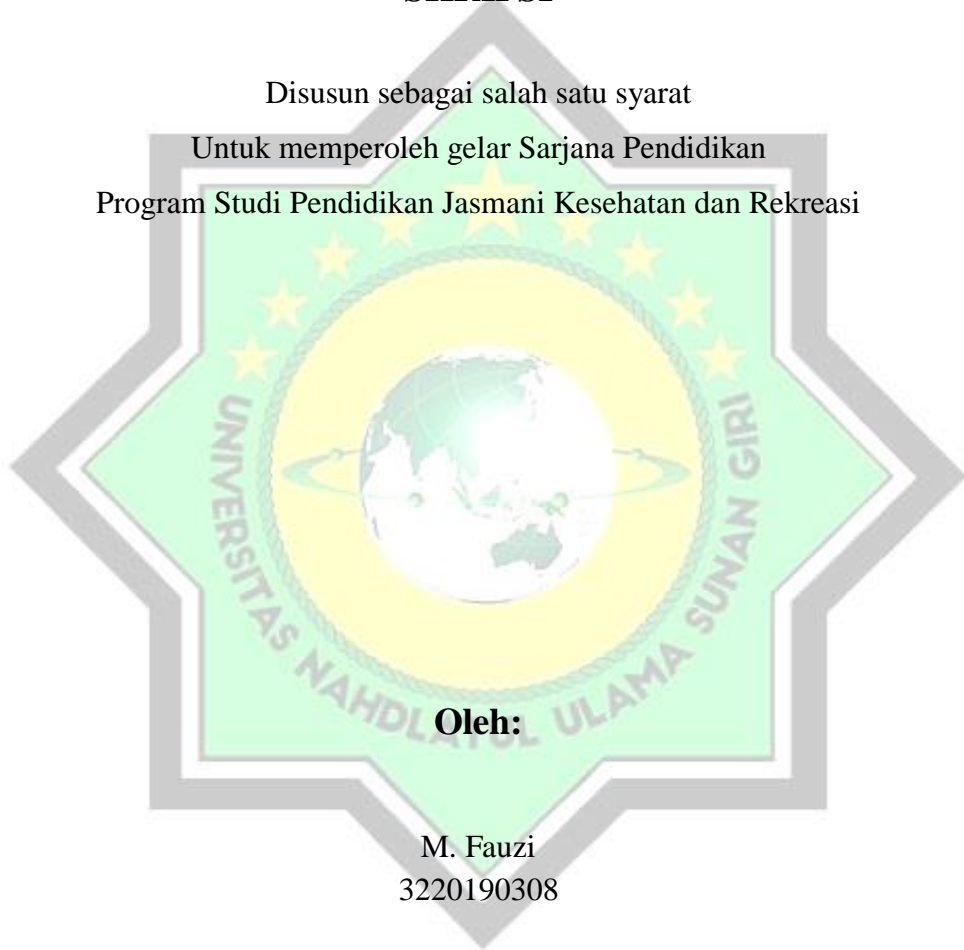 Disusun sebagai salah satu syarat
Untuk memperoleh gelar Sarjana Pendidikan
Program Studi Pendidikan Jasmani Kesehatan dan Rekreasi
UNIVERSITAS NAHDLATUL ULAMA SUNAN GIRI
Oleh:
M. Fauzi
3220190308